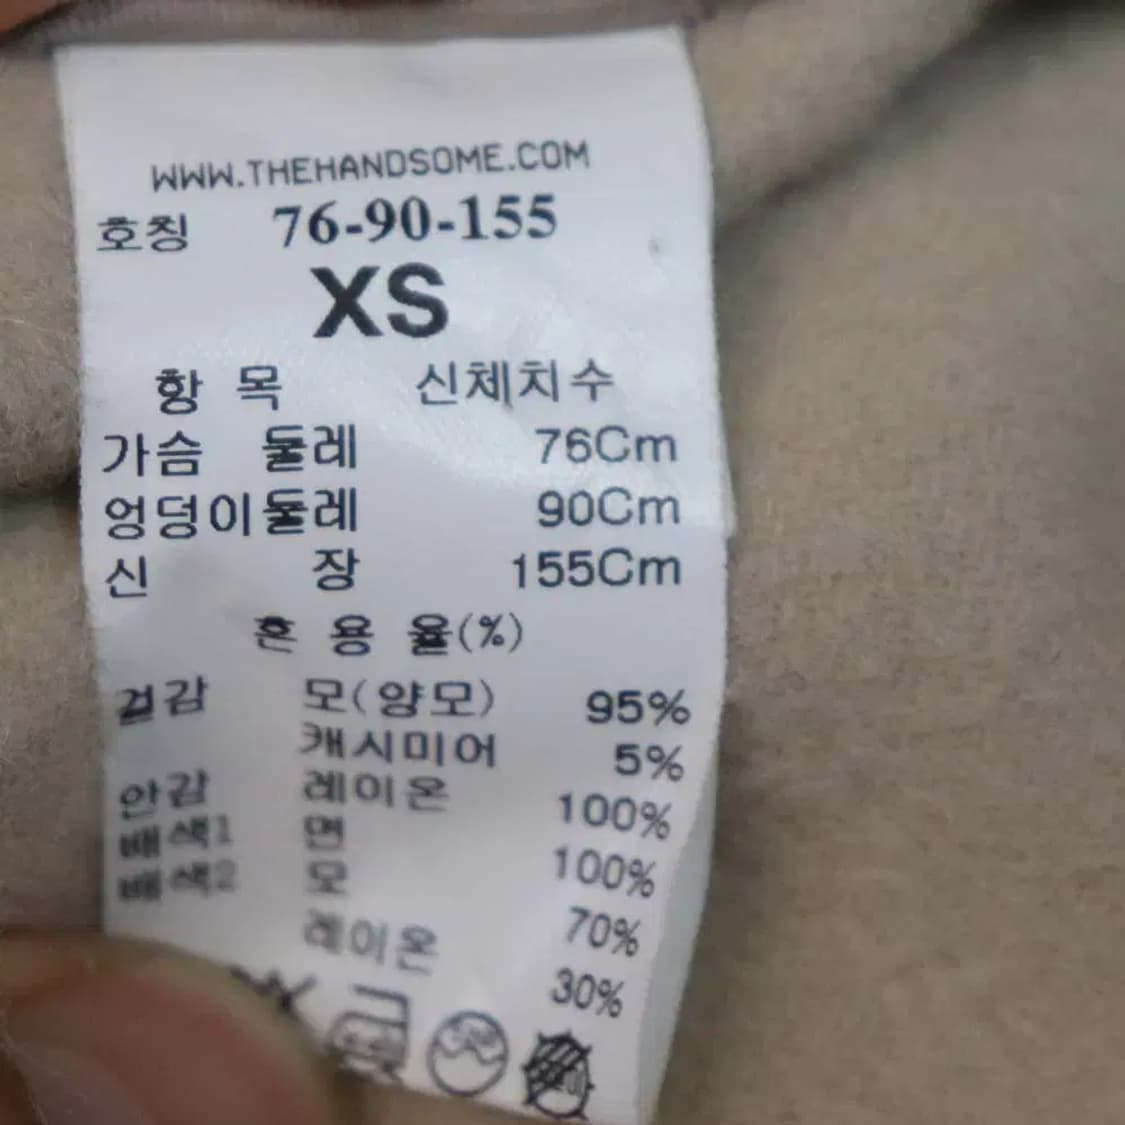 WWW.THEHANDSOME.COM
호칭 76-90-155
XS
항 목 신체치수
가슴 둘레 76Cm
엉덩이둘레 90Cm
신 장 155Cm
혼 용 율(%)
겉감 모(양모) 95%
캐시미어 5%
안감 레이온 100%
배색1 면 100%
배색2 모 70%
레이온 30%